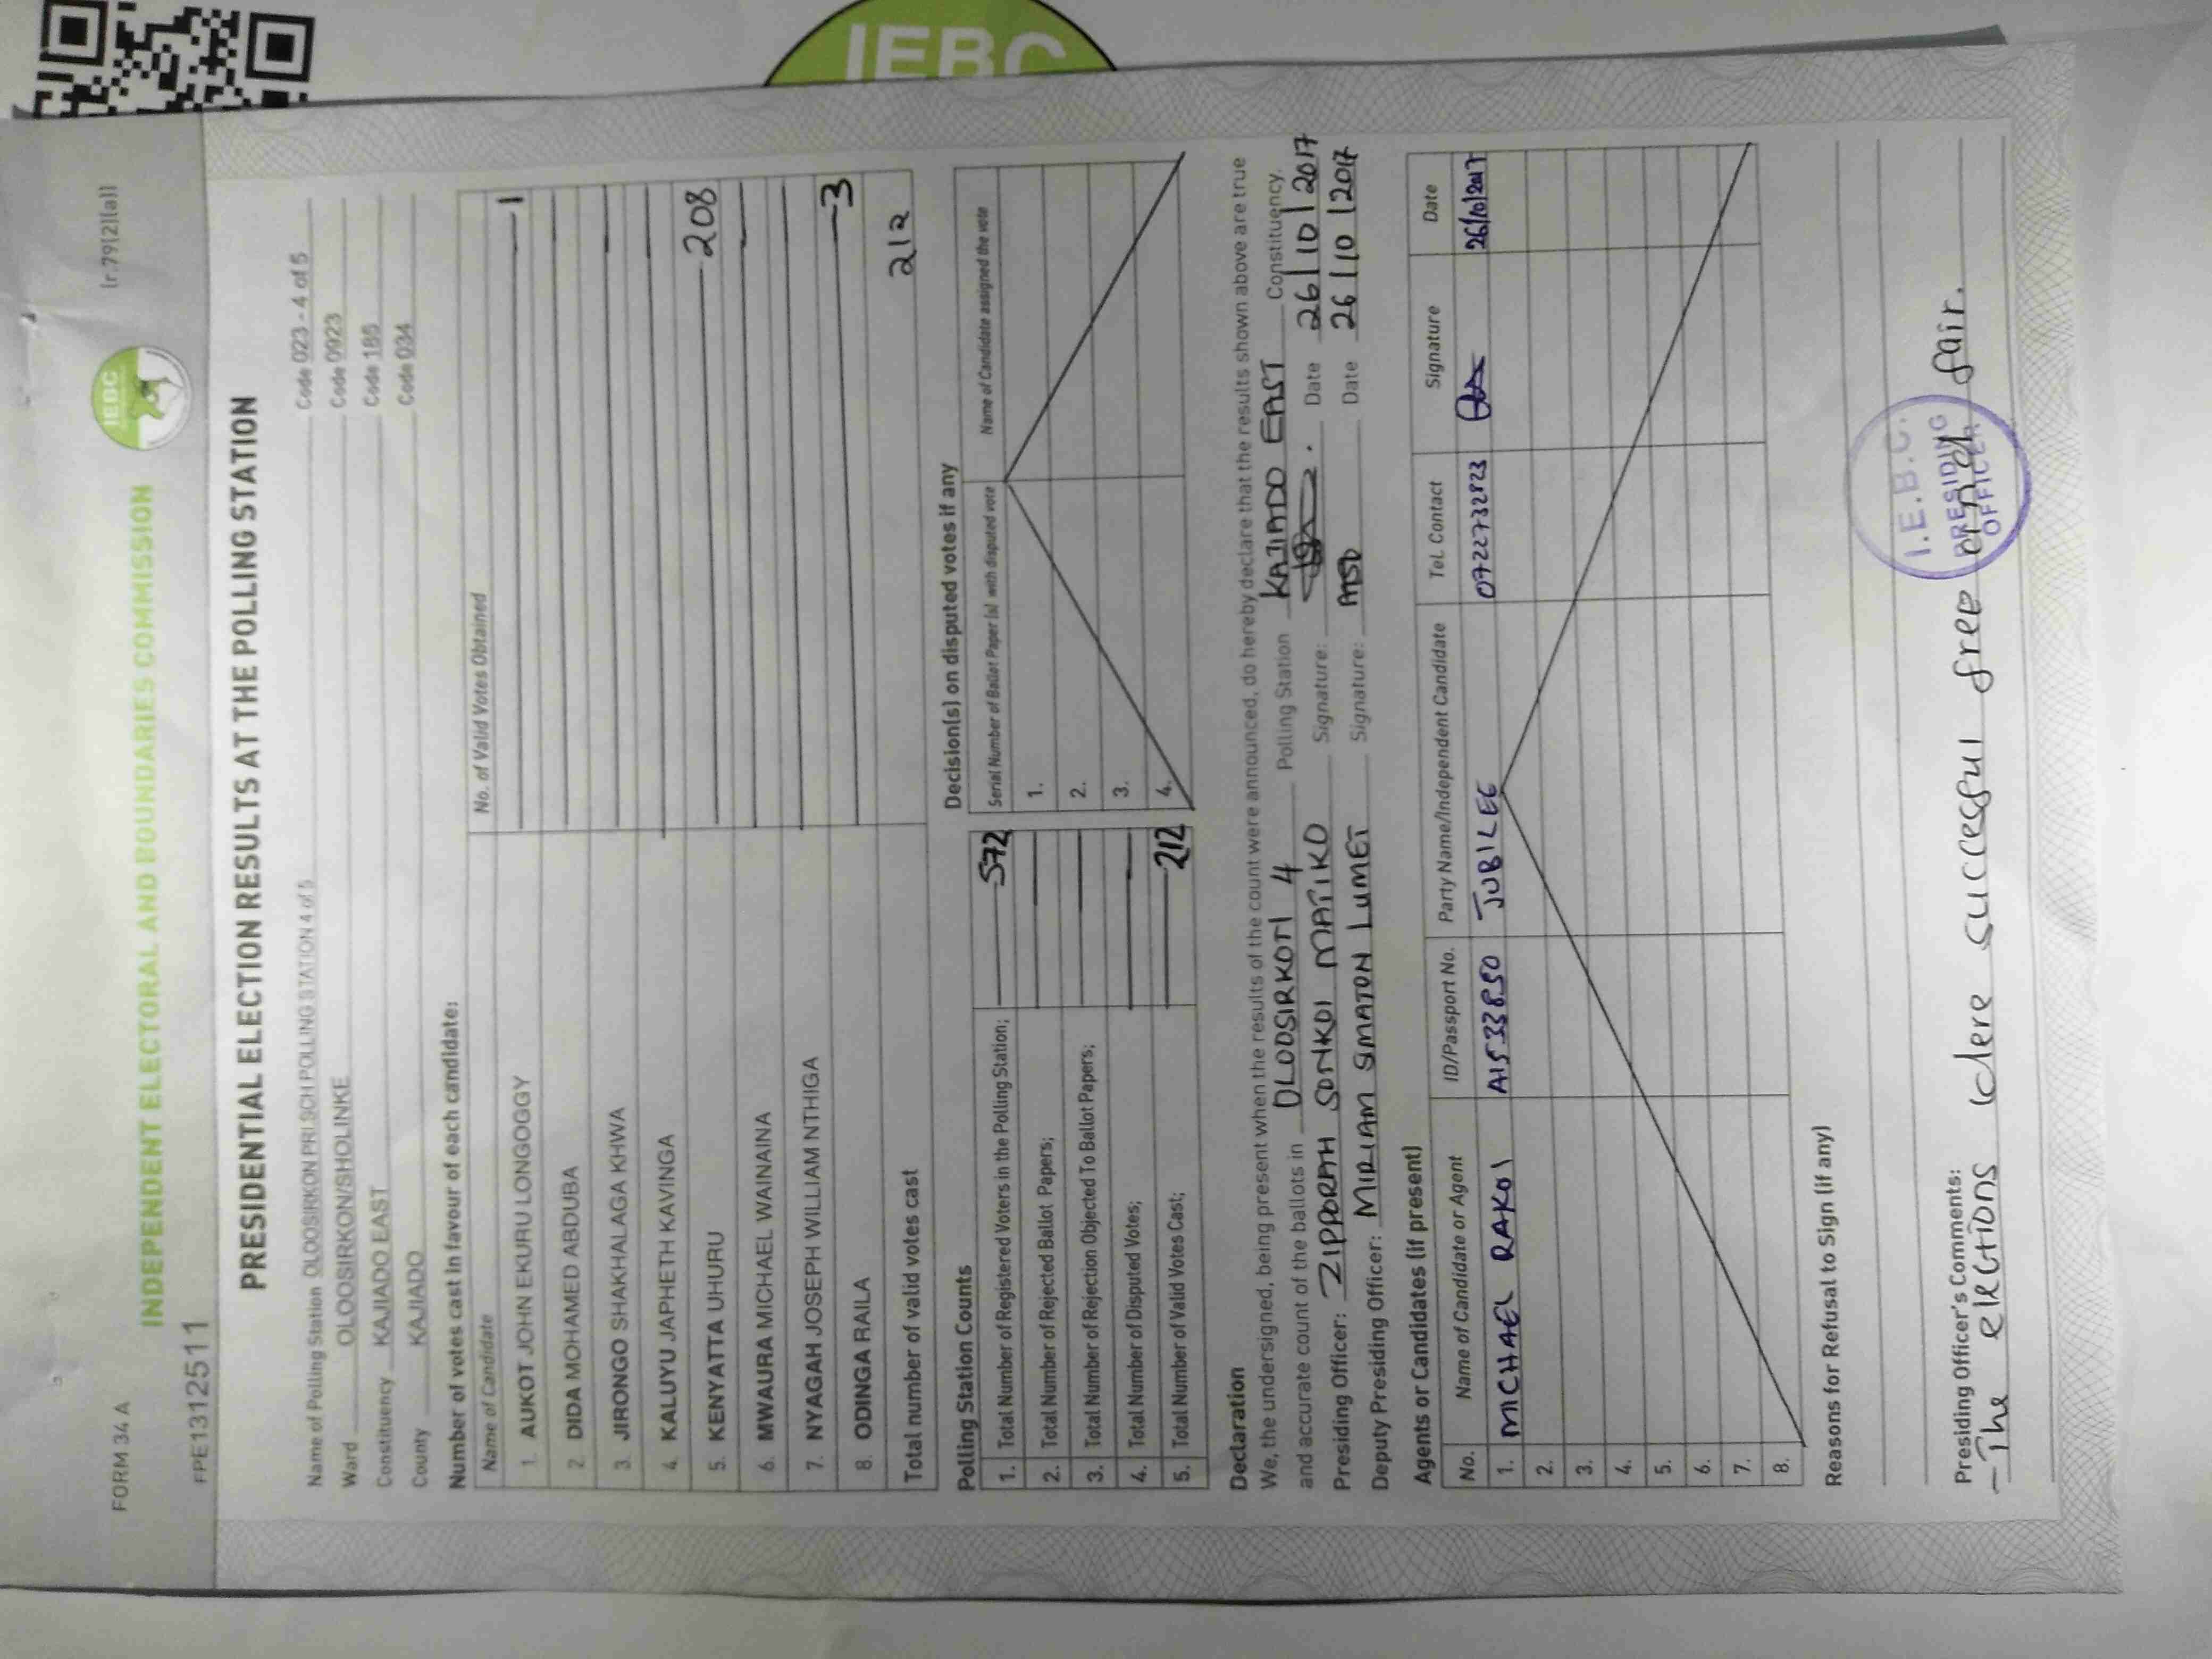 IEBC
FORM 34 A
(r.79(2)(a))
INDEPENDENT ELECTORAL AND BOUNDARIES COMMISSION
IEBC
FPE1312511
PRESIDENTIAL ELECTION RESULTS AT THE POLLING STATION
Name of Polling Station OLOOSIRKON PRI SCH POLLING STATION 4 of 5 Code 023 - 4 of 5
Ward OLOOSIRKON/SHOLINKE Code 0923
Constituency KAJIADO EAST Code 185
County KAJIADO Code 034
Number of votes cast in favour of each candidate:
Name of Candidate No. of Valid Votes Obtained
1. AUKOT JOHN EKURU LONGOGGY 1
2 DIDA MOHAMED ABDUBA
3. JIRONGO SHAKHALAGA KHWA
4. KALUYU JAPHETH KAVINGA
5. KENYATTA UHURU 208
6. MWAURA MICHAEL WAINAINA
7. NYAGAH JOSEPH WILLIAM NTHIGA
8. ODINGA RAILA 3
Total number of valid votes cast 212
Polling Station Counts
1. Total Number of Registered Voters in the Polling Station; 572
2. Total Number of Rejected Ballot Papers;
3. Total Number of Rejection Objected To Ballot Papers;
4. Total Number of Disputed Votes;
5. Total Number of Valid Votes Cast; 212
Decision(s) on disputed votes if any
Serial Number of Ballot Paper (s) with disputed vote Name of Candidate assigned the vote
1.
2.
3.
4.
Declaration
We, the undersigned, being present when the results of the count were announced, do hereby declare that the results shown above are true
and accurate count of the ballots in OLOOSIRKON 4 Polling Station KAJIADO EAST Constituency.
Presiding Officer: ZIPPORAH SONKOI MATIKO Signature: Date 26/10/2017
Deputy Presiding Officer: MIRIAM SMATON LUMET Signature: Date 26/10/2017
Agents or Candidates (if present)
No. Name of Candidate or Agent ID/Passport No. Party Name/Independent Candidate Tel. Contact Signature Date
1. MICHAEL RAKOI A1533850 JUBILEE 0722732823 26/10/2017
2.
3.
4.
5.
6.
7.
8.
Reasons for Refusal to Sign (if any)
Presiding Officer's Comments:
- The elections were successful free and fair.
I.E.B.C.
PRESIDING
OFFICER